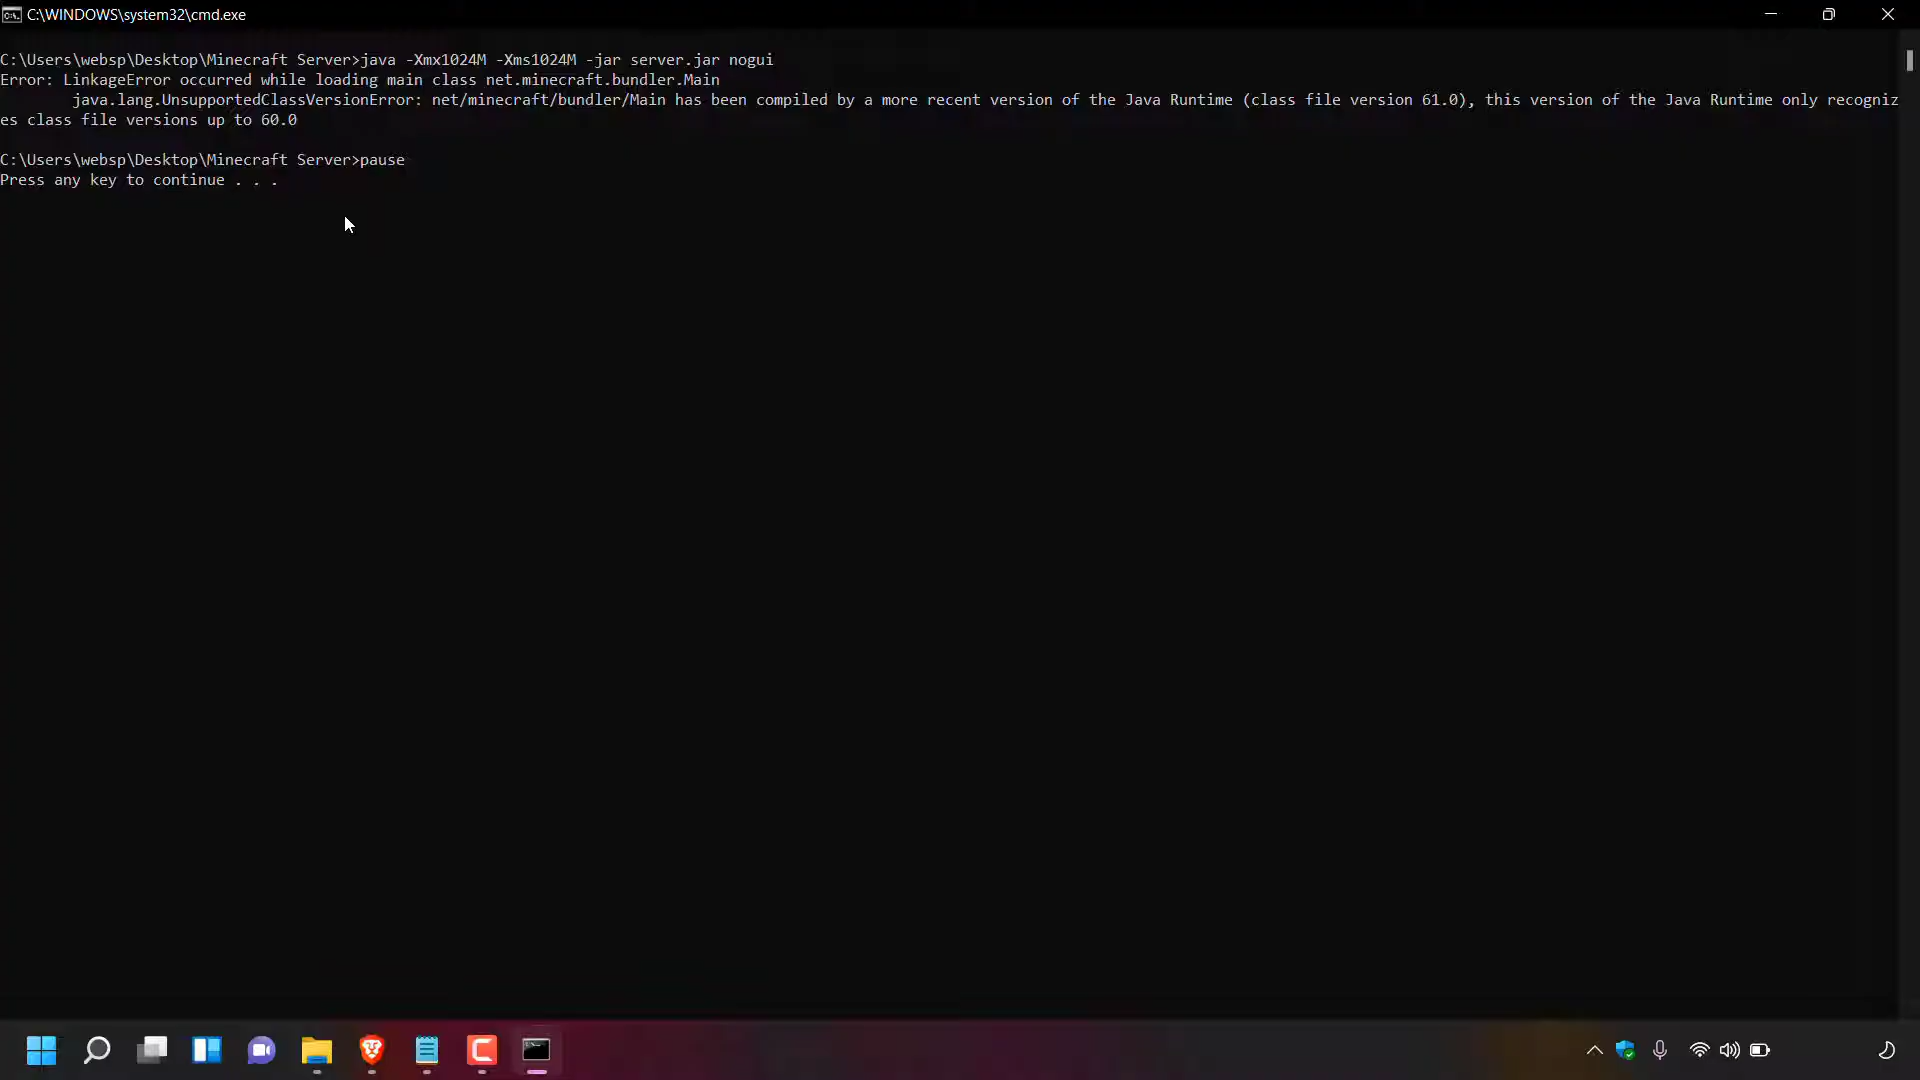 C:\WINDOWS\system32\cmd.exe
C:\Users\websp\Desktop\Minecraft Server>java -Xmx1024M -Xms1024M -jar server.jar nogui
Error: LinkageError occurred while loading main class net.minecraft.bundler.Main
        java.lang.UnsupportedClassVersionError: net/minecraft/bundler/Main has been compiled by a more recent version of the Java Runtime (class file version 61.0), this version of the Java Runtime only recogniz
es class file versions up to 60.0
C:\Users\websp\Desktop\Minecraft Server>pause
Press any key to continue . . .